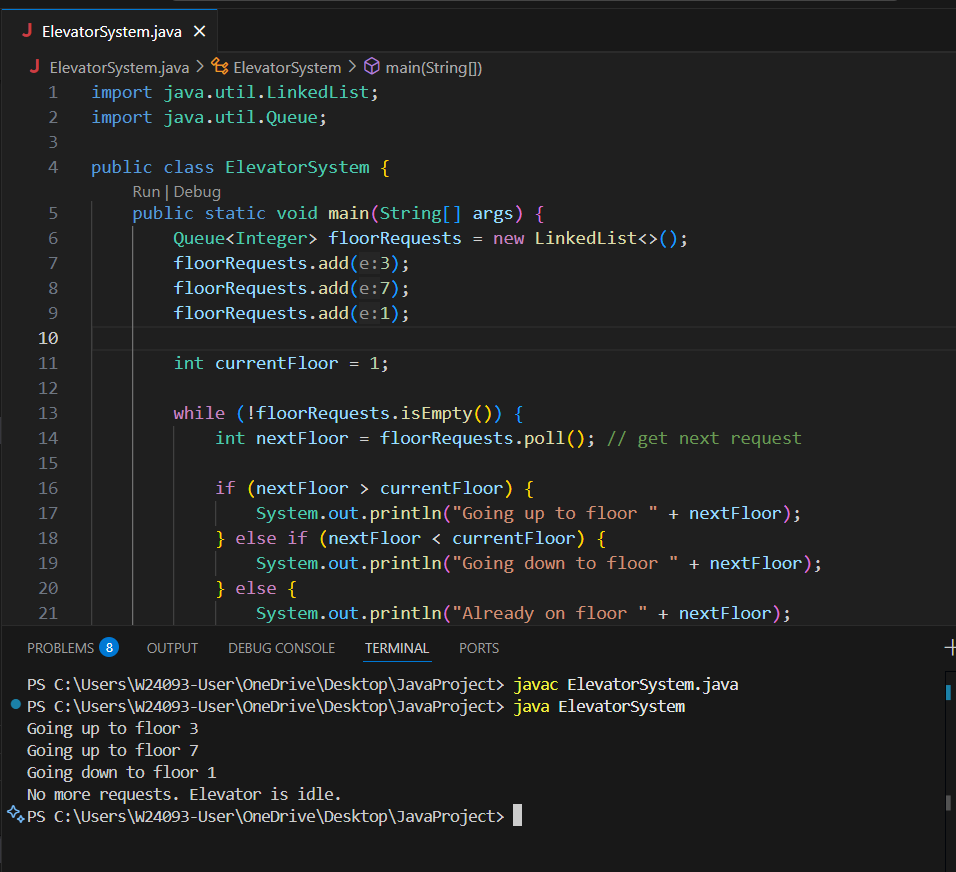 J ElevatorSystem.java ×
J ElevatorSystem.java > ElevatorSystem > main(String[])
1 import java.util.LinkedList;
2 import java.util.Queue;
3
4 public class ElevatorSystem {
Run | Debug
5 public static void main(String[] args) {
6 Queue<Integer> floorRequests = new LinkedList<>();
7 floorRequests.add(e:3);
8 floorRequests.add(e:7);
9 floorRequests.add(e:1);
10
11 int currentFloor = 1;
12
13 while (!floorRequests.isEmpty()) {
14 int nextFloor = floorRequests.poll(); // get next request
15
16 if (nextFloor > currentFloor) {
17 System.out.println("Going up to floor " + nextFloor);
18 } else if (nextFloor < currentFloor) {
19 System.out.println("Going down to floor " + nextFloor);
20 } else {
21 System.out.println("Already on floor " + nextFloor);
PROBLEMS 8 OUTPUT DEBUG CONSOLE TERMINAL PORTS +
PS C:\Users\W24093-User\OneDrive\Desktop\JavaProject> javac ElevatorSystem.java
PS C:\Users\W24093-User\OneDrive\Desktop\JavaProject> java ElevatorSystem
Going up to floor 3
Going up to floor 7
Going down to floor 1
No more requests. Elevator is idle.
PS C:\Users\W24093-User\OneDrive\Desktop\JavaProject>